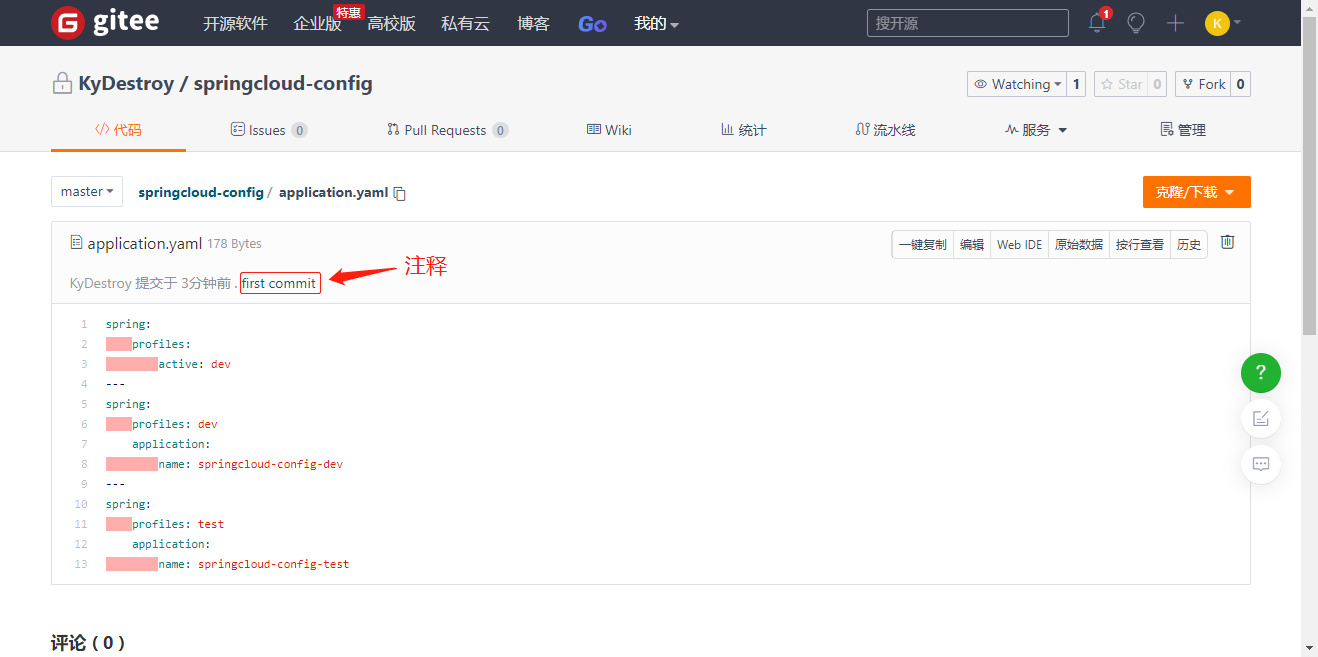 gitee 开源软件 企业版 特惠 高校版 私有云 博客 Go 我的 搜开源 1 K
KyDestroy / springcloud-config Watching 1 Star 0 Fork 0
代码 Issues 0 Pull Requests 0 Wiki 统计 流水线 服务 管理
master springcloud-config / application.yaml 克隆/下载
application.yaml 178 Bytes 一键复制 编辑 Web IDE 原始数据 按行查看 历史
KyDestroy 提交于 3分钟前 . first commit 注释
1 spring:
2 profiles:
3 active: dev
4 ---
5 spring:
6 profiles: dev
7 application:
8 name: springcloud-config-dev
9 ---
10 spring:
11 profiles: test
12 application:
13 name: springcloud-config-test
?
评论 ( 0 )